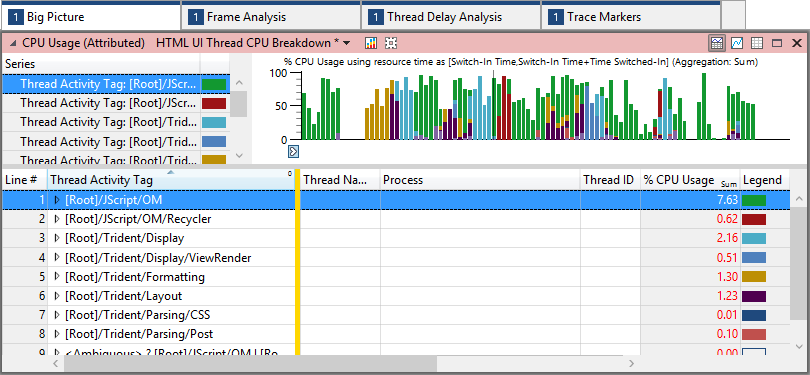 1 Big Picture 1 Frame Analysis 1 Thread Delay Analysis 1 Trace Markers
CPU Usage (Attributed) HTML UI Thread CPU Breakdown *
Series
Thread Activity Tag: [Root]/JScr...
Thread Activity Tag: [Root]/JSc...
Thread Activity Tag: [Root]/Trid...
Thread Activity Tag: [Root]/Trid...
Thread Activity Tag: [Root]/Trid...
% CPU Usage using resource time as [Switch-In Time,Switch-In Time+Time Switched-In] (Aggregation: Sum)
100
50
0
Line # Thread Activity Tag 0 Thread Na... Process Thread ID % CPU Usage Sum Legend
1 [Root]/JScript/OM 7.63
2 [Root]/JScript/OM/Recycler 0.62
3 [Root]/Trident/Display 2.16
4 [Root]/Trident/Display/ViewRender 0.51
5 [Root]/Trident/Formatting 1.30
6 [Root]/Trident/Layout 1.23
7 [Root]/Trident/Parsing/CSS 0.01
8 [Root]/Trident/Parsing/Post 0.10
9 <Ambiguous> ? [Root]/JScript/OM | [Ro... 0.00